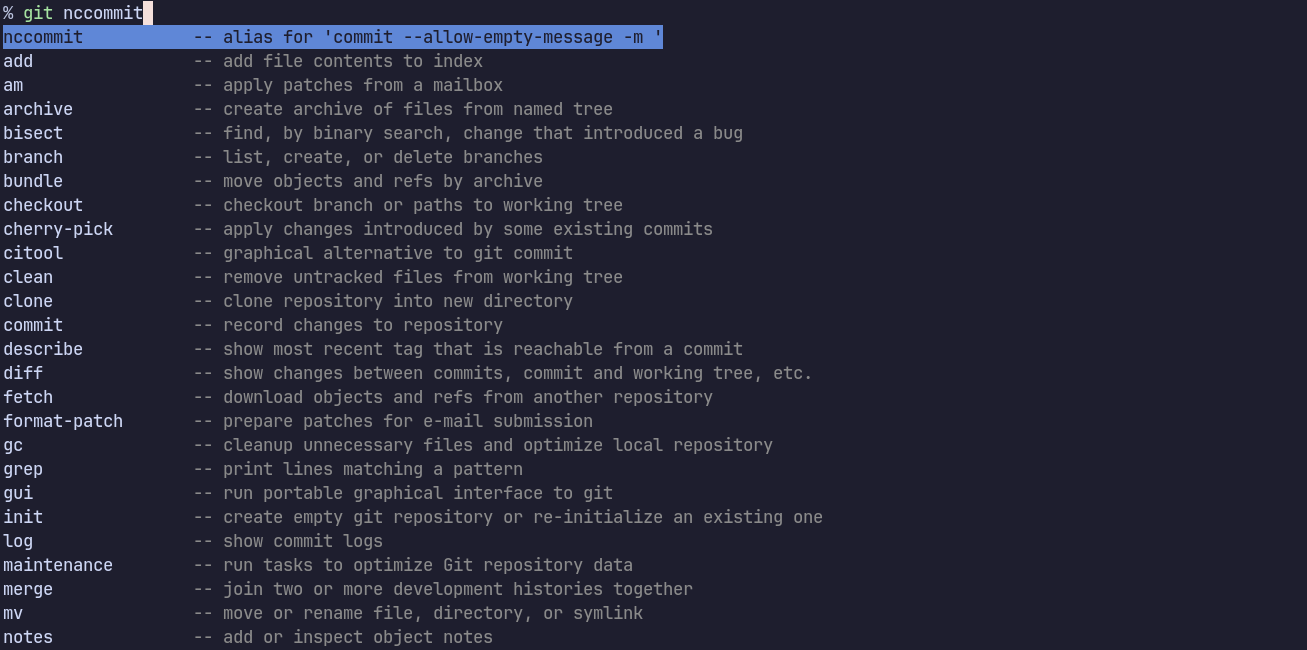 % git nccommit
nccommit           -- alias for 'commit --allow-empty-message -m '
add                -- add file contents to index
am                 -- apply patches from a mailbox
archive            -- create archive of files from named tree
bisect             -- find, by binary search, change that introduced a bug
branch             -- list, create, or delete branches
bundle             -- move objects and refs by archive
checkout           -- checkout branch or paths to working tree
cherry-pick        -- apply changes introduced by some existing commits
citool             -- graphical alternative to git commit
clean              -- remove untracked files from working tree
clone              -- clone repository into new directory
commit             -- record changes to repository
describe           -- show most recent tag that is reachable from a commit
diff               -- show changes between commits, commit and working tree, etc.
fetch              -- download objects and refs from another repository
format-patch       -- prepare patches for e-mail submission
gc                 -- cleanup unnecessary files and optimize local repository
grep               -- print lines matching a pattern
gui                -- run portable graphical interface to git
init               -- create empty git repository or re-initialize an existing one
log                -- show commit logs
maintenance        -- run tasks to optimize Git repository data
merge              -- join two or more development histories together
mv                 -- move or rename file, directory, or symlink
notes              -- add or inspect object notes